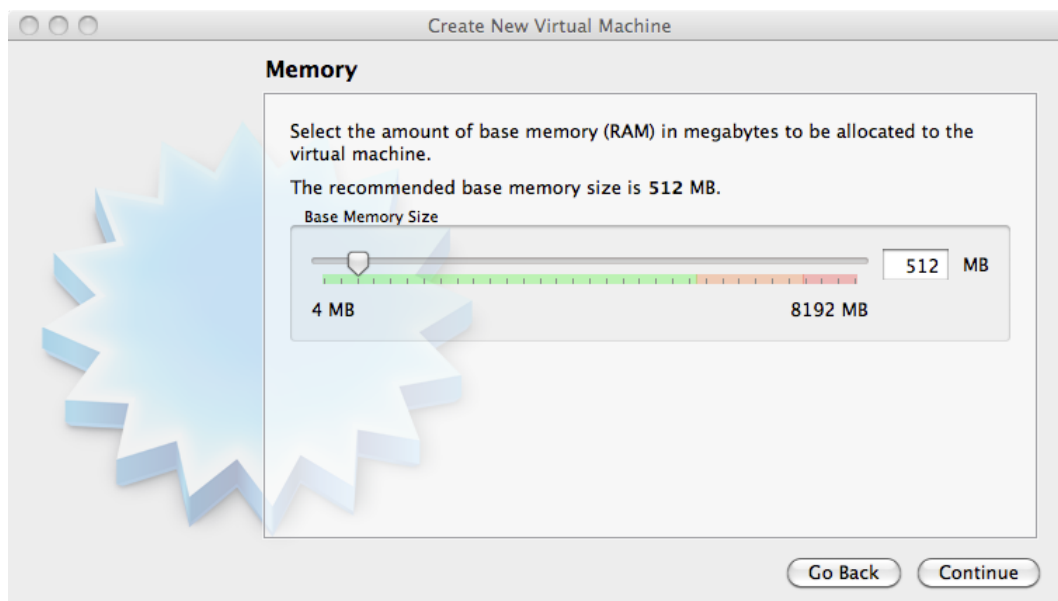 Create New Virtual Machine
Memory
Select the amount of base memory (RAM) in megabytes to be allocated to the
virtual machine.
The recommended base memory size is 512 MB.
Base Memory Size
512 MB
4 MB 8192 MB
Go Back Continue